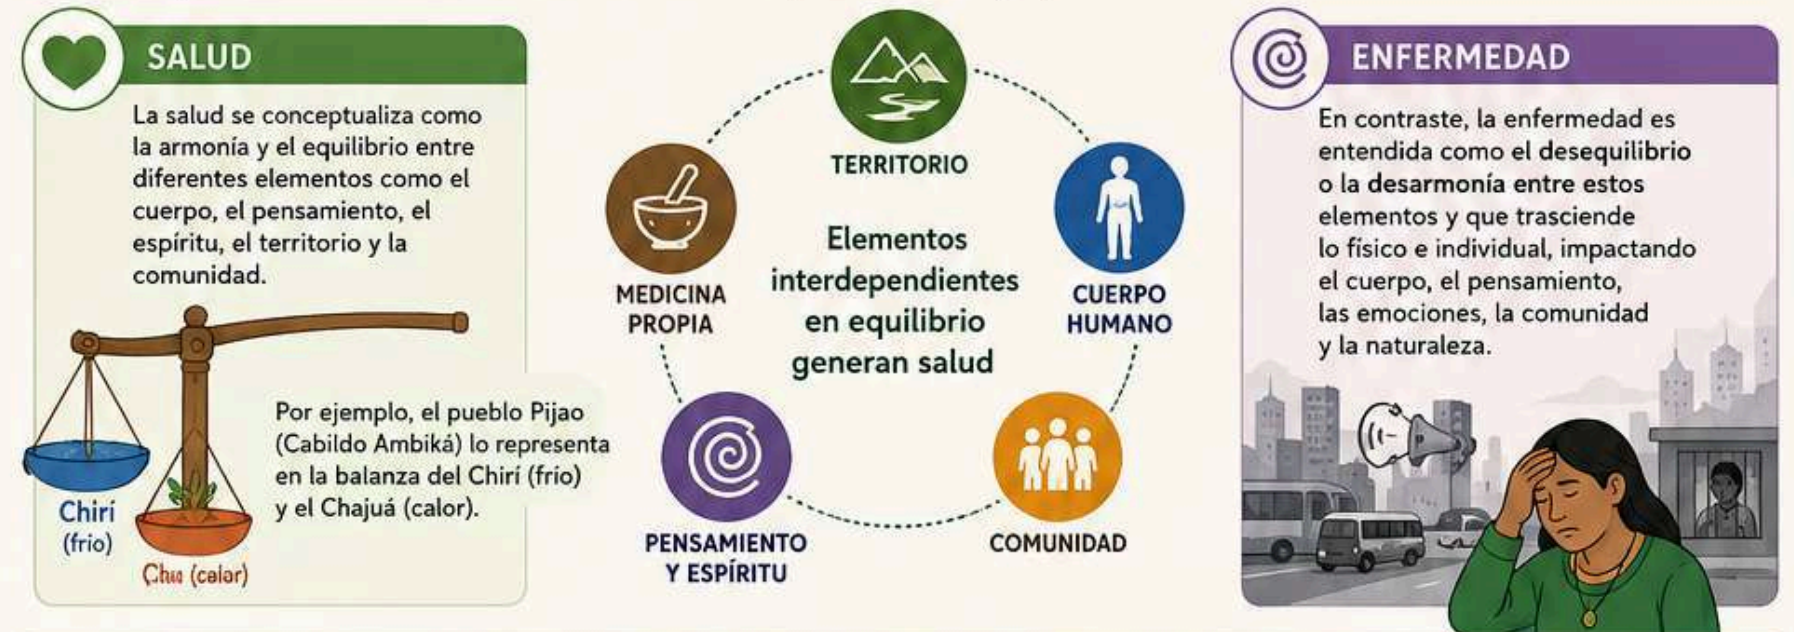 SALUD
La salud se conceptualiza como
la armonía y el equilibrio entre
diferentes elementos como el
cuerpo, el pensamiento, el
espíritu, el territorio y la
comunidad.
Por ejemplo, el pueblo Pijao
(Cabildo Ambiká) lo representa
en la balanza del Chirí (frío)
y el Chajuá (calor).
Chirí
(frio)
(calor)
TERRITORIO
MEDICINA
PROPIA
Elementos
interdependientes
en equilibrio
generan salud
CUERPO
HUMANO
PENSAMIENTO
Y ESPÍRITU
COMUNIDAD
ENFERMEDAD
En contraste, la enfermedad es
entendida como el desequilibrio
o la desarmonía entre estos
elementos y que trasciende
lo físico e individual, impactando
el cuerpo, el pensamiento,
las emociones, la comunidad
y la naturaleza.